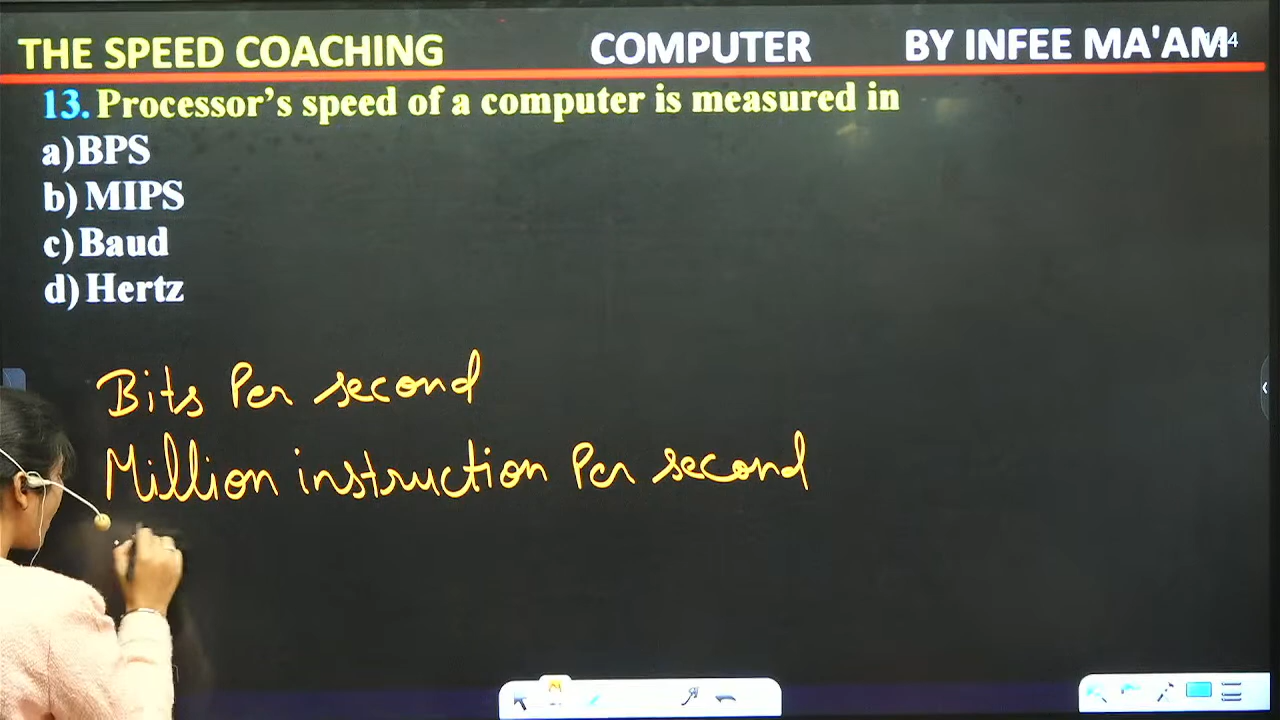 THE SPEED COACHING COMPUTER BY INFEE MA'AM
13. Processor's speed of a computer is measured in
a) BPS
b) MIPS
c) Baud
d) Hertz
Bits Per second
Million instruction Per second